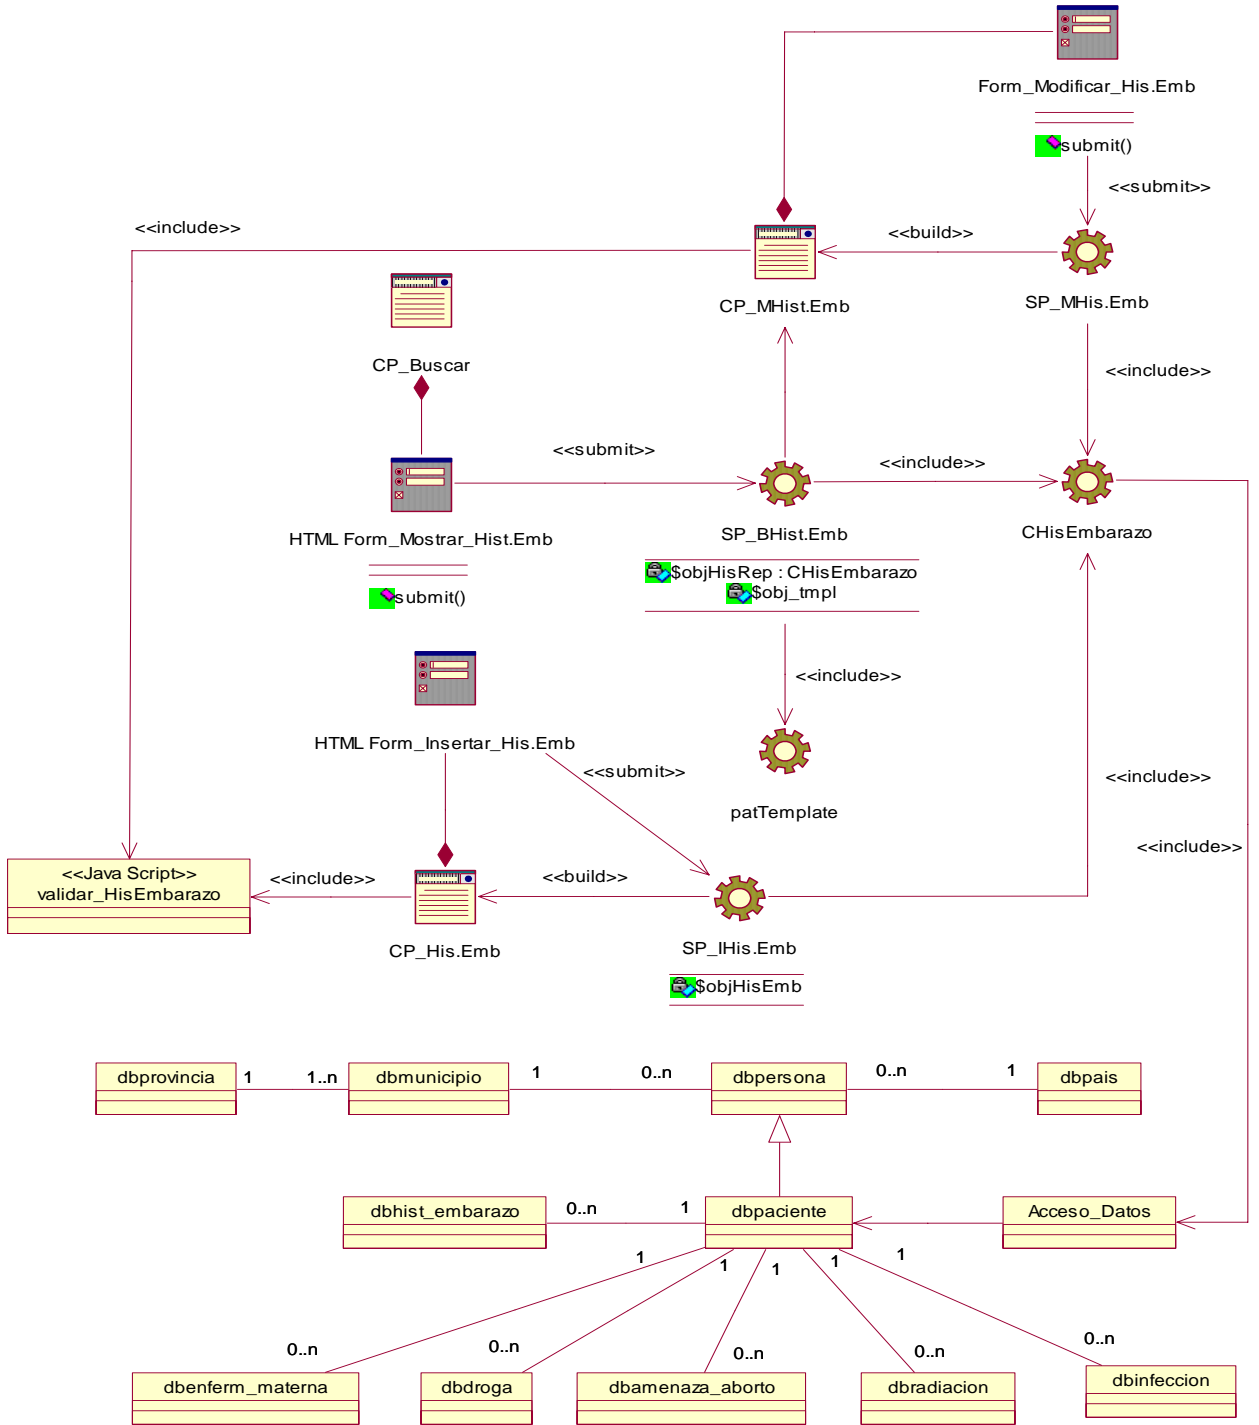 Form_Modificar_His.Emb
submit()
<<submit>>
<<include>>
<<build>>
CP_MHist.Emb
SP_MHis.Emb
CP_Buscar
<<include>>
<<submit>>
<<include>>
HTML Form_Mostrar_Hist.Emb
SP_BHist.Emb
CHisEmbarazo
submit()
$objHisRep : CHisEmbarazo
$obj_tmpl
<<include>>
HTML Form_Insertar_His.Emb
<<submit>>
<<include>>
patTemplate
<<include>>
<<Java Script>>
validar_HisEmbarazo
<<include>>
<<build>>
CP_His.Emb
SP_IHis.Emb
$objHisEmb
dbprovincia
1
1..n
dbmunicipio
1
0..n
dbpersona
0..n
1
dbpais
dbhist_embarazo
0..n
1
dbpaciente
Acceso_Datos
1
1
1
1
1
0..n
0..n
0..n
0..n
0..n
dbenferm_materna
dbdroga
dbamenaza_aborto
dbradiacion
dbinfeccion